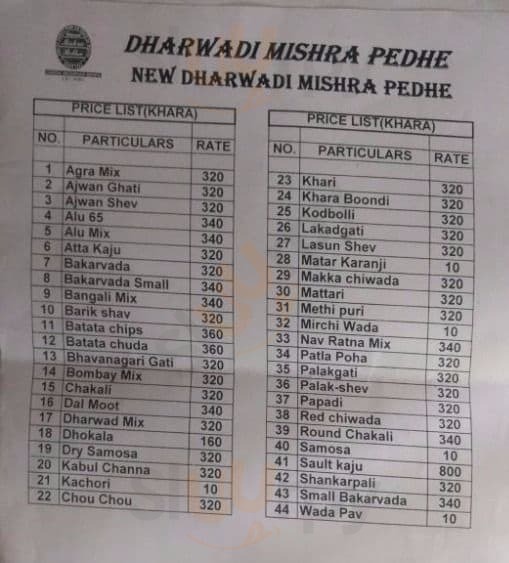 DHARWADI MISHRA PEDHE
NEW DHARWADI MISHRA PEDHE
PRICE LIST(KHARA)
NO. PARTICULARS RATE
1 Agra Mix 320
2 Ajwan Ghati 320
3 Ajwan Shev 320
4 Alu 65 340
5 Alu Mix 340
6 Atta Kaju 320
7 Bakarvada 320
8 Bakarvada Small 340
9 Bangali Mix 340
10 Barik shav 320
11 Batata chips 360
12 Batata chuda 360
13 Bhavanagari Gati 320
14 Bombay Mix 320
15 Chakali 320
16 Dal Moot 340
17 Dharwad Mix 320
18 Dhokala 160
19 Dry Samosa 320
20 Kabul Channa 320
21 Kachori 10
22 Chou Chou 320
PRICE LIST(KHARA)
NO. PARTICULARS RATE
23 Khari 320
24 Khara Boondi 320
25 Kodbolli 320
26 Lakadgati 320
27 Lasun Shev 320
28 Matar Karanji 10
29 Makka chiwada 320
30 Mattari 320
31 Methi puri 320
32 Mirchi Wada 10
33 Nav Ratna Mix 340
34 Patla Poha 320
35 Palakgati 320
36 Palak-shev 320
37 Papadi 320
38 Red chiwada 320
39 Round Chakali 340
40 Samosa 10
41 Sault kaju 800
42 Shankarpali 320
43 Small Bakarvada 340
44 Wada Pav 10